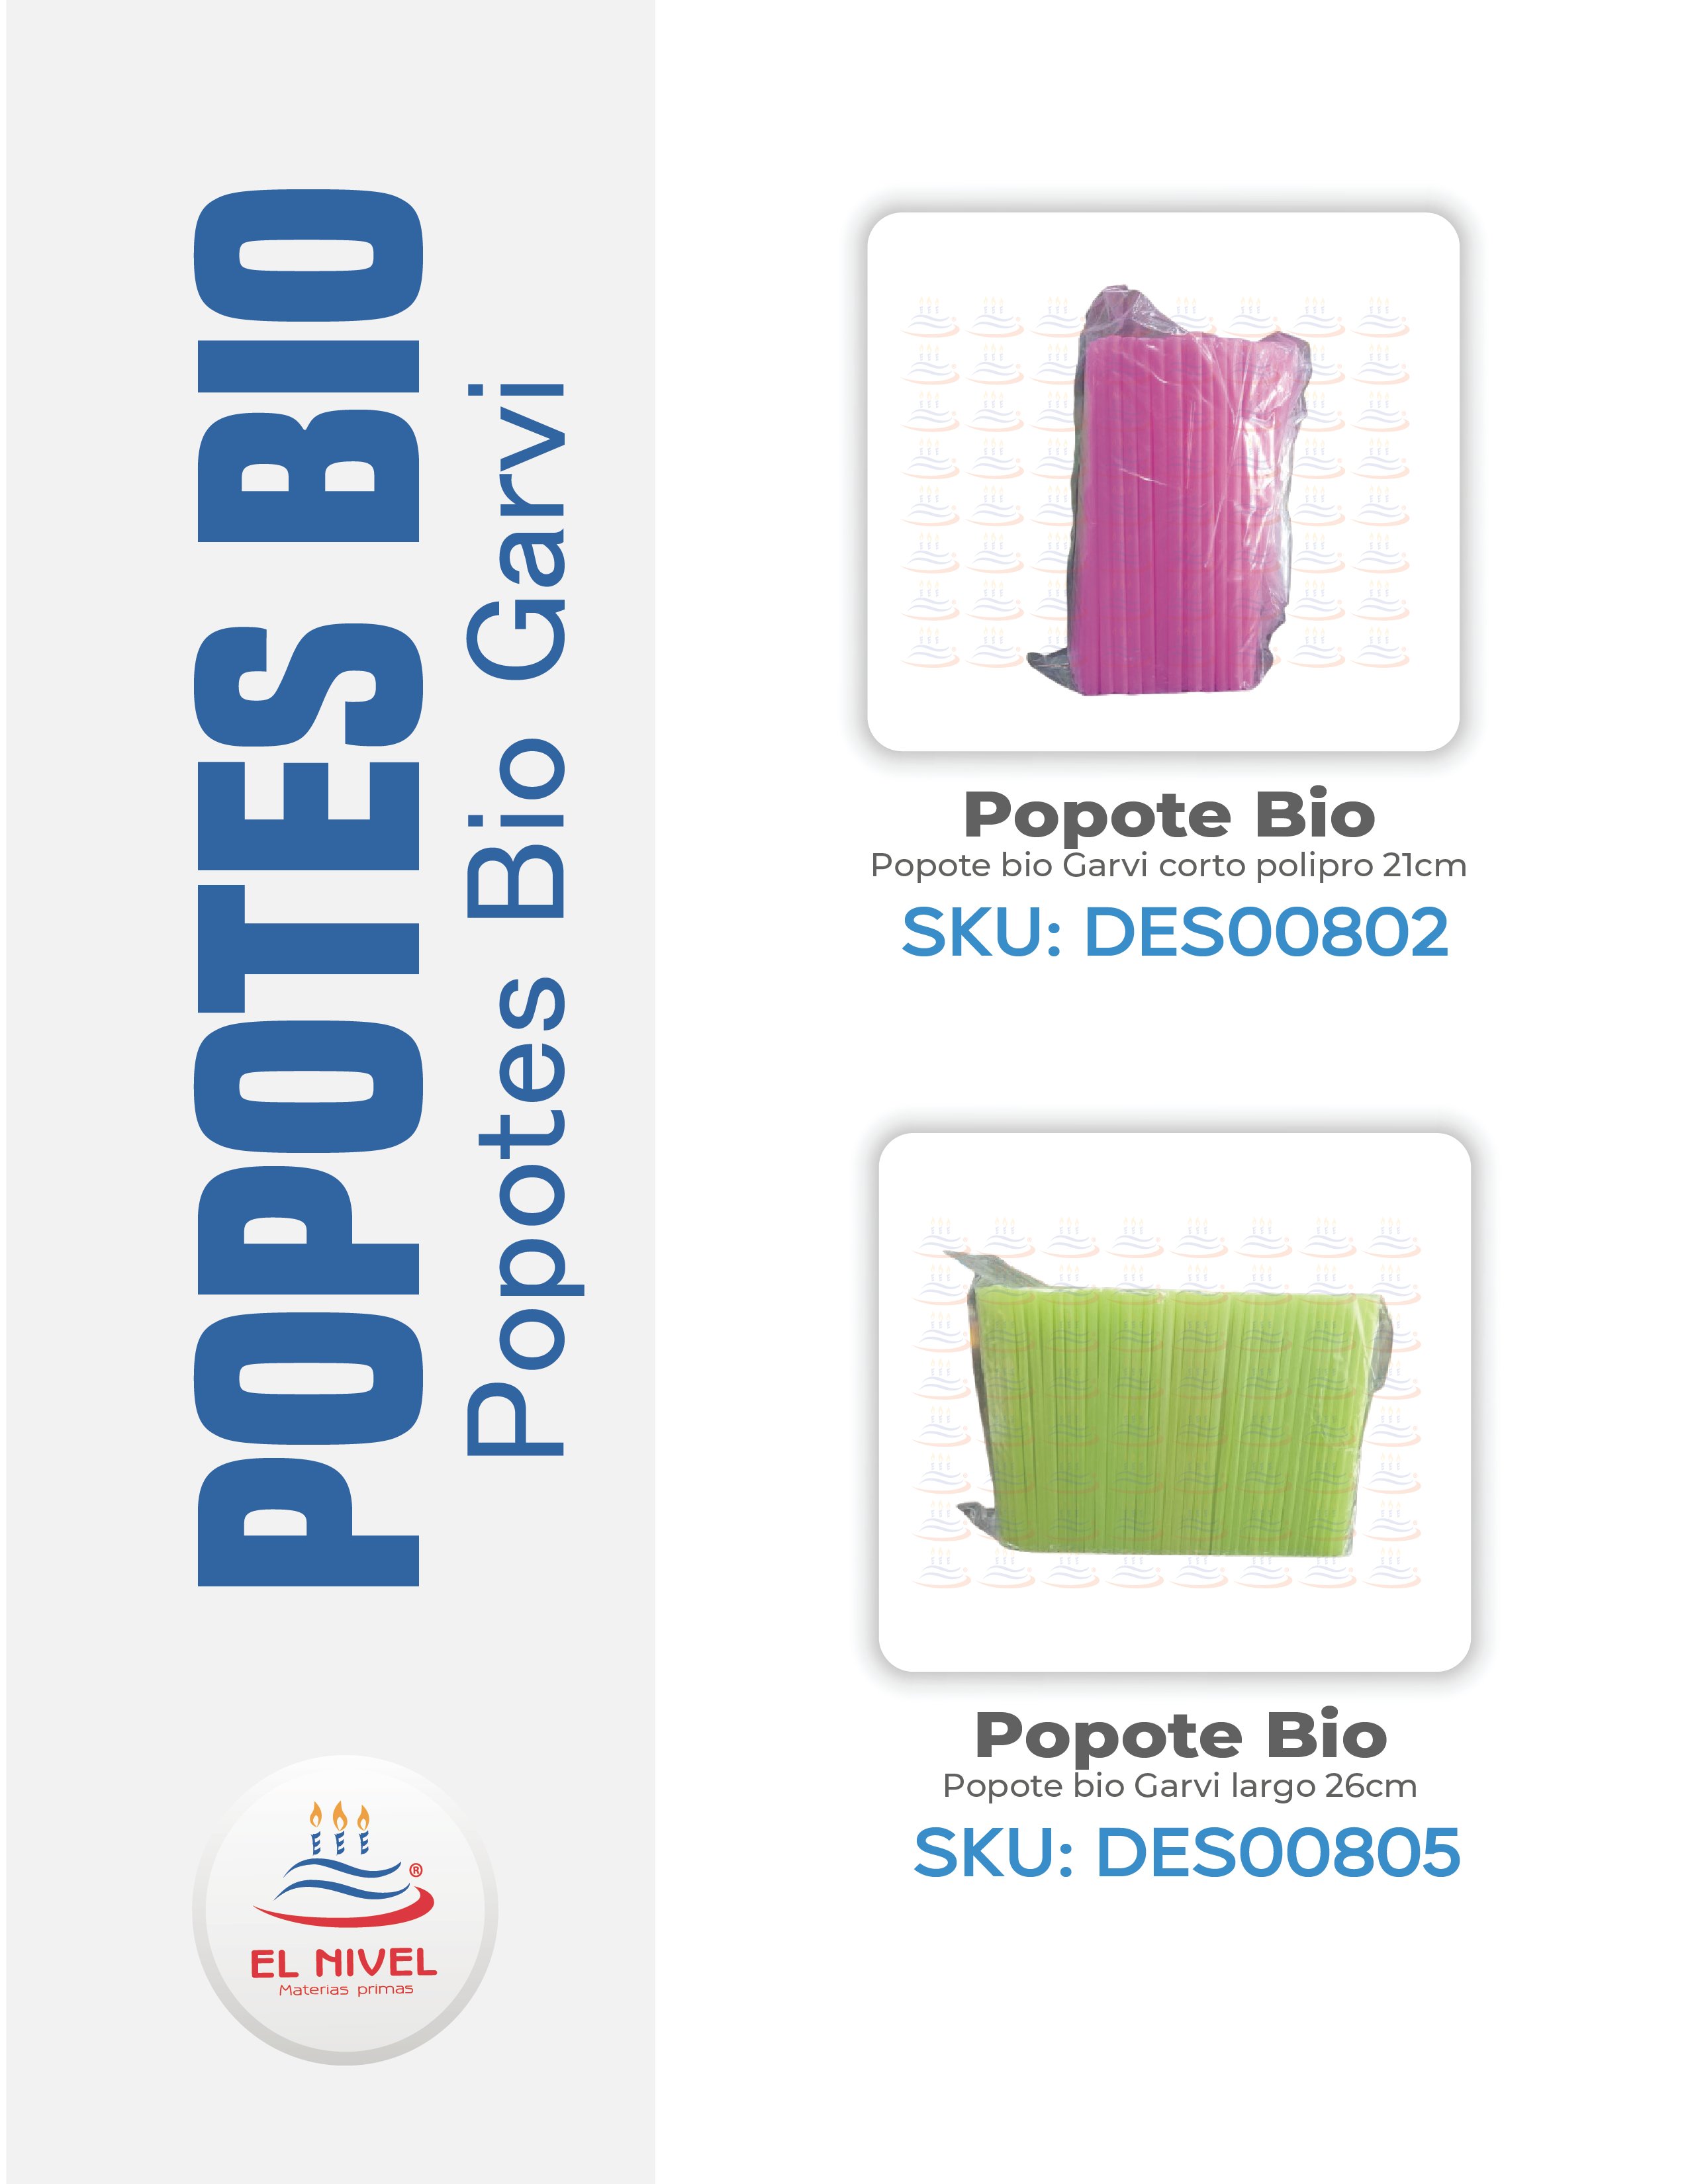 POPOTES BIO
Popotes Bio Garvi
Popote Bio
Popote bio Garvi corto polipro 21cm
SKU: DES00802
Popote Bio
Popote bio Garvi largo 26cm
SKU: DES00805
®
EL NIVEL
Materias primas